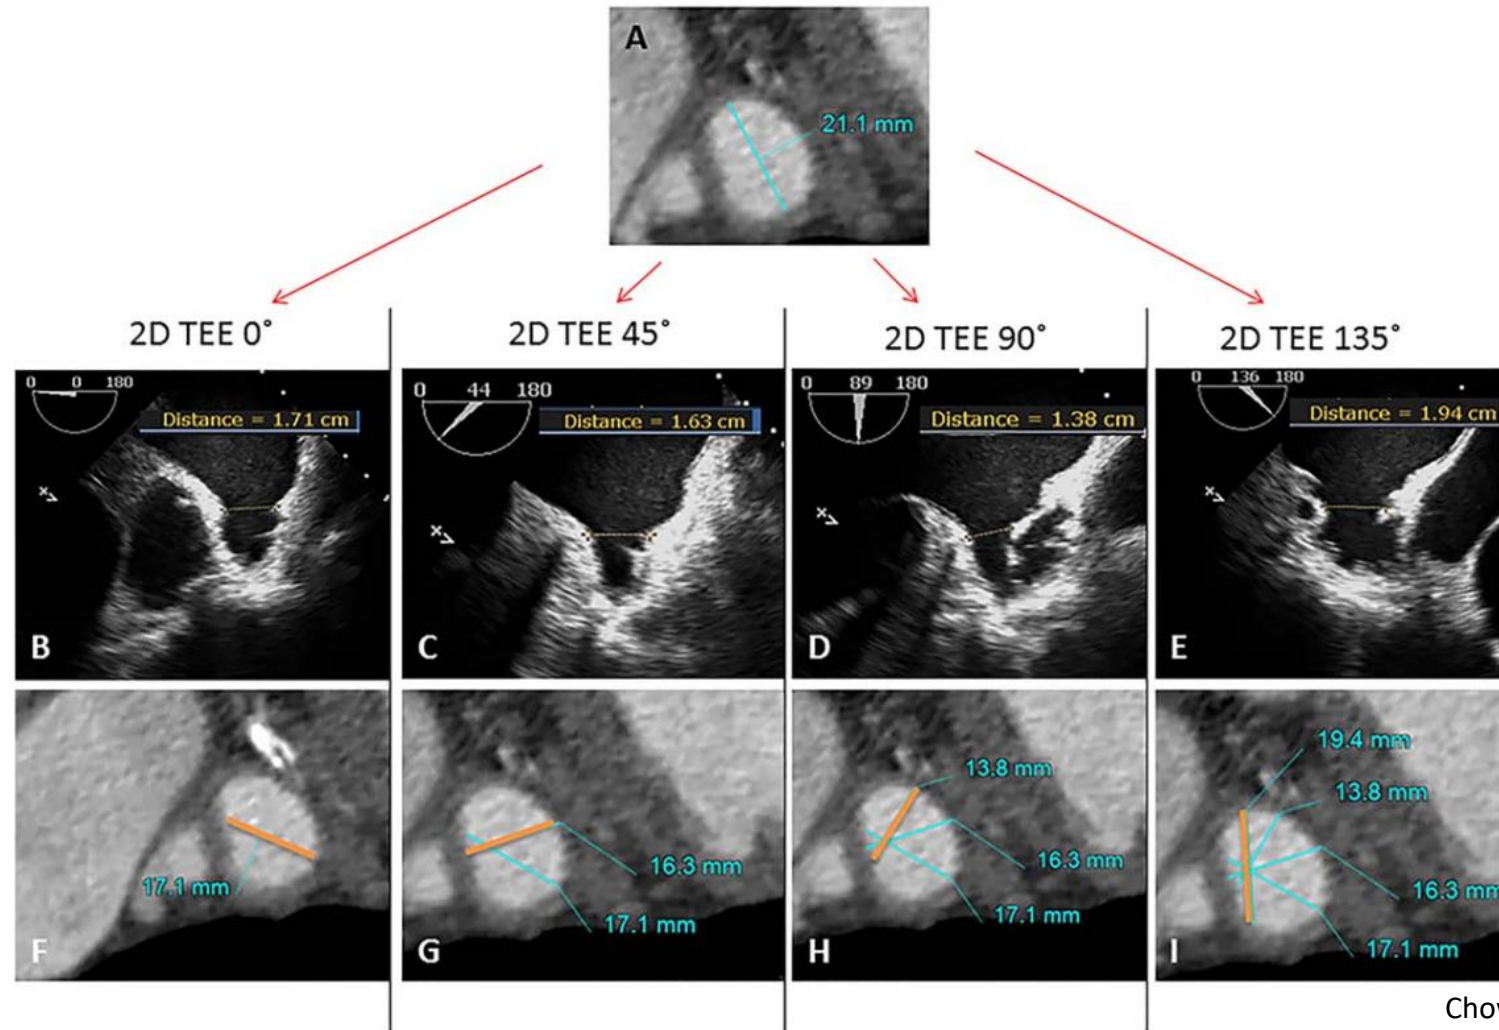 A
21.1 mm
2D TEE 0˚
2D TEE 45˚
2D TEE 90˚
2D TEE 135˚
0 0 180
Distance = 1.71 cm
B
0 44 180
Distance = 1.63 cm
C
0 89 180
Distance = 1.38 cm
D
0 136 180
Distance = 1.94 cm
E
17.1 mm
F
16.3 mm
17.1 mm
G
13.8 mm
16.3 mm
17.1 mm
H
19.4 mm
13.8 mm
16.3 mm
17.1 mm
I
Chow